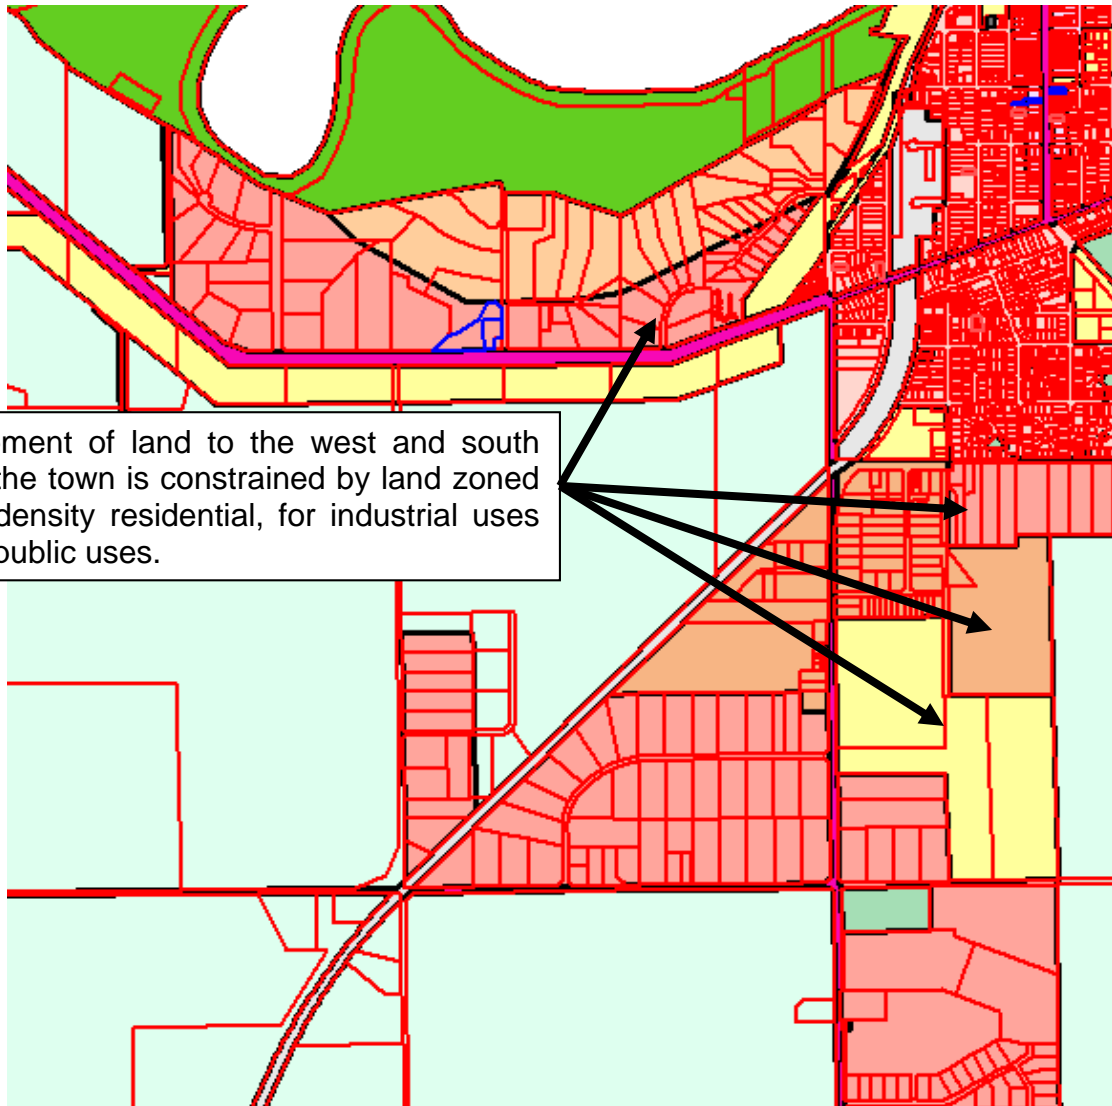 ement of land to the west and south
the town is constrained by land zoned
density residential, for industrial uses
public uses.